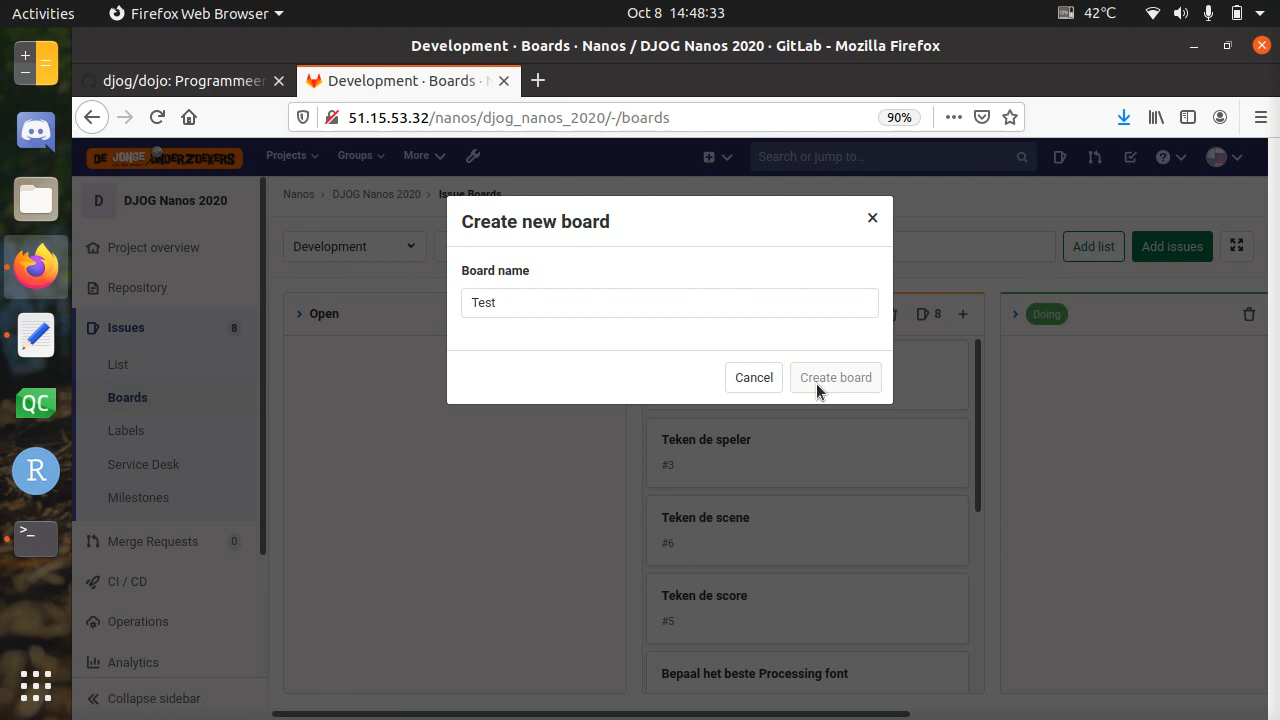 Activities
Firefox Web Browser
Oct 8 14:48:33
42°C
Development · Boards · Nanos / DJOG Nanos 2020 · GitLab - Mozilla Firefox
djog/dojo: Programmeer
Development · Boards · N
51.15.53.32/nanos/djog_nanos_2020/-/boards
90%
DE JONGE ONDERZOEKERS
Projects
Groups
More
Search or jump to...
D
DJOG Nanos 2020
Nanos
DJOG Nanos 2020
Issue Boards
Project overview
Repository
Issues
8
List
Boards
Labels
Service Desk
Milestones
Merge Requests
0
CI / CD
Operations
Analytics
Collapse sidebar
Development
Add list
Add issues
Create new board
Board name
Test
Cancel
Create board
Open
8
Doing
Teken de speler
#3
Teken de scene
#6
Teken de score
#5
Bepaal het beste Processing font
QC
R
>_